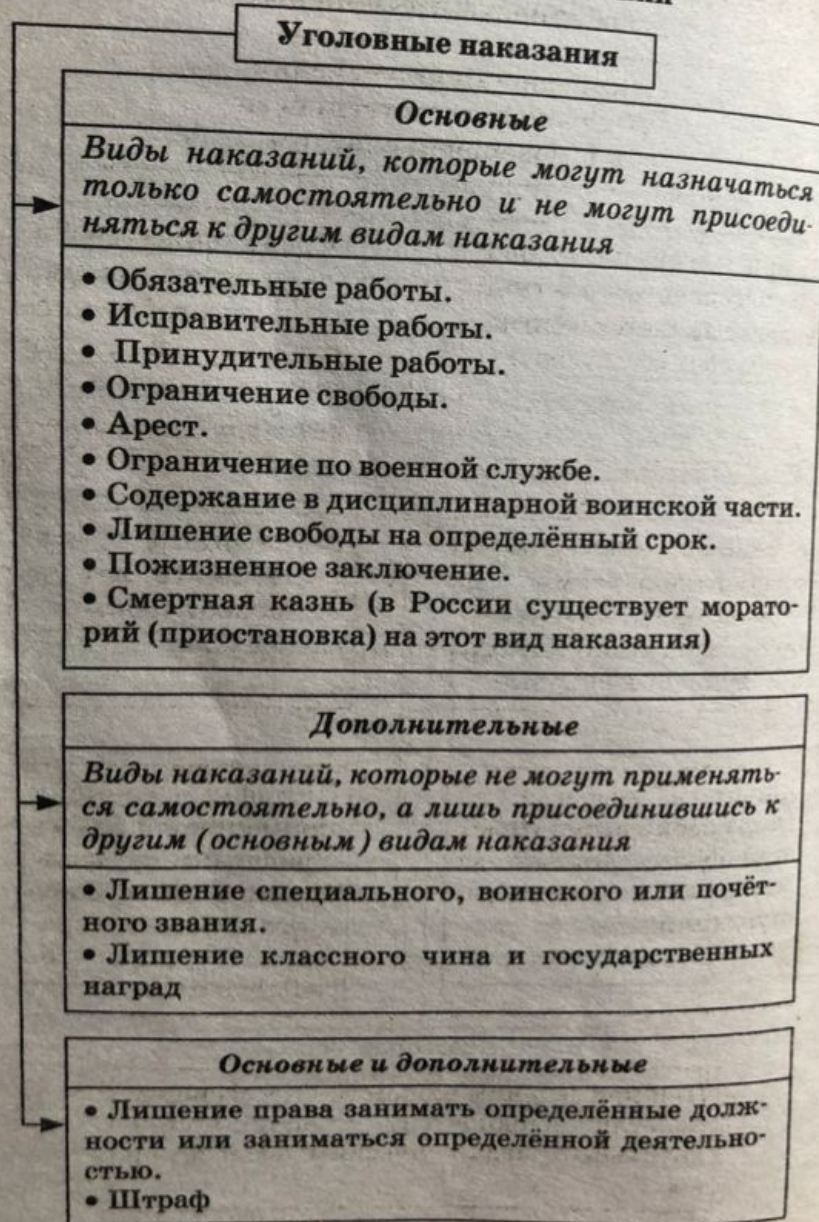 Уголовные наказания
Основные
Виды наказаний, которые могут назначаться
только самостоятельно и не могут присоеди-
няться к другим видам наказания
• Обязательные работы.
• Исправительные работы.
• Принудительные работы.
• Ограничение свободы.
• Арест.
• Ограничение по военной службе.
• Содержание в дисциплинарной воинской части.
• Лишение свободы на определённый срок.
• Пожизненное заключение.
• Смертная казнь (в России существует морато-
рий (приостановка) на этот вид наказания)
Дополнительные
Виды наказаний, которые не могут применять-
ся самостоятельно, а лишь присоединившись к
другим (основным) видам наказания
• Лишение специального, воинского или почёт-
ного звания.
• Лишение классного чина и государственных
наград
Основные и дополнительные
• Лишение права занимать определённые долж-
ности или заниматься определённой деятельно-
стью.
• Штраф